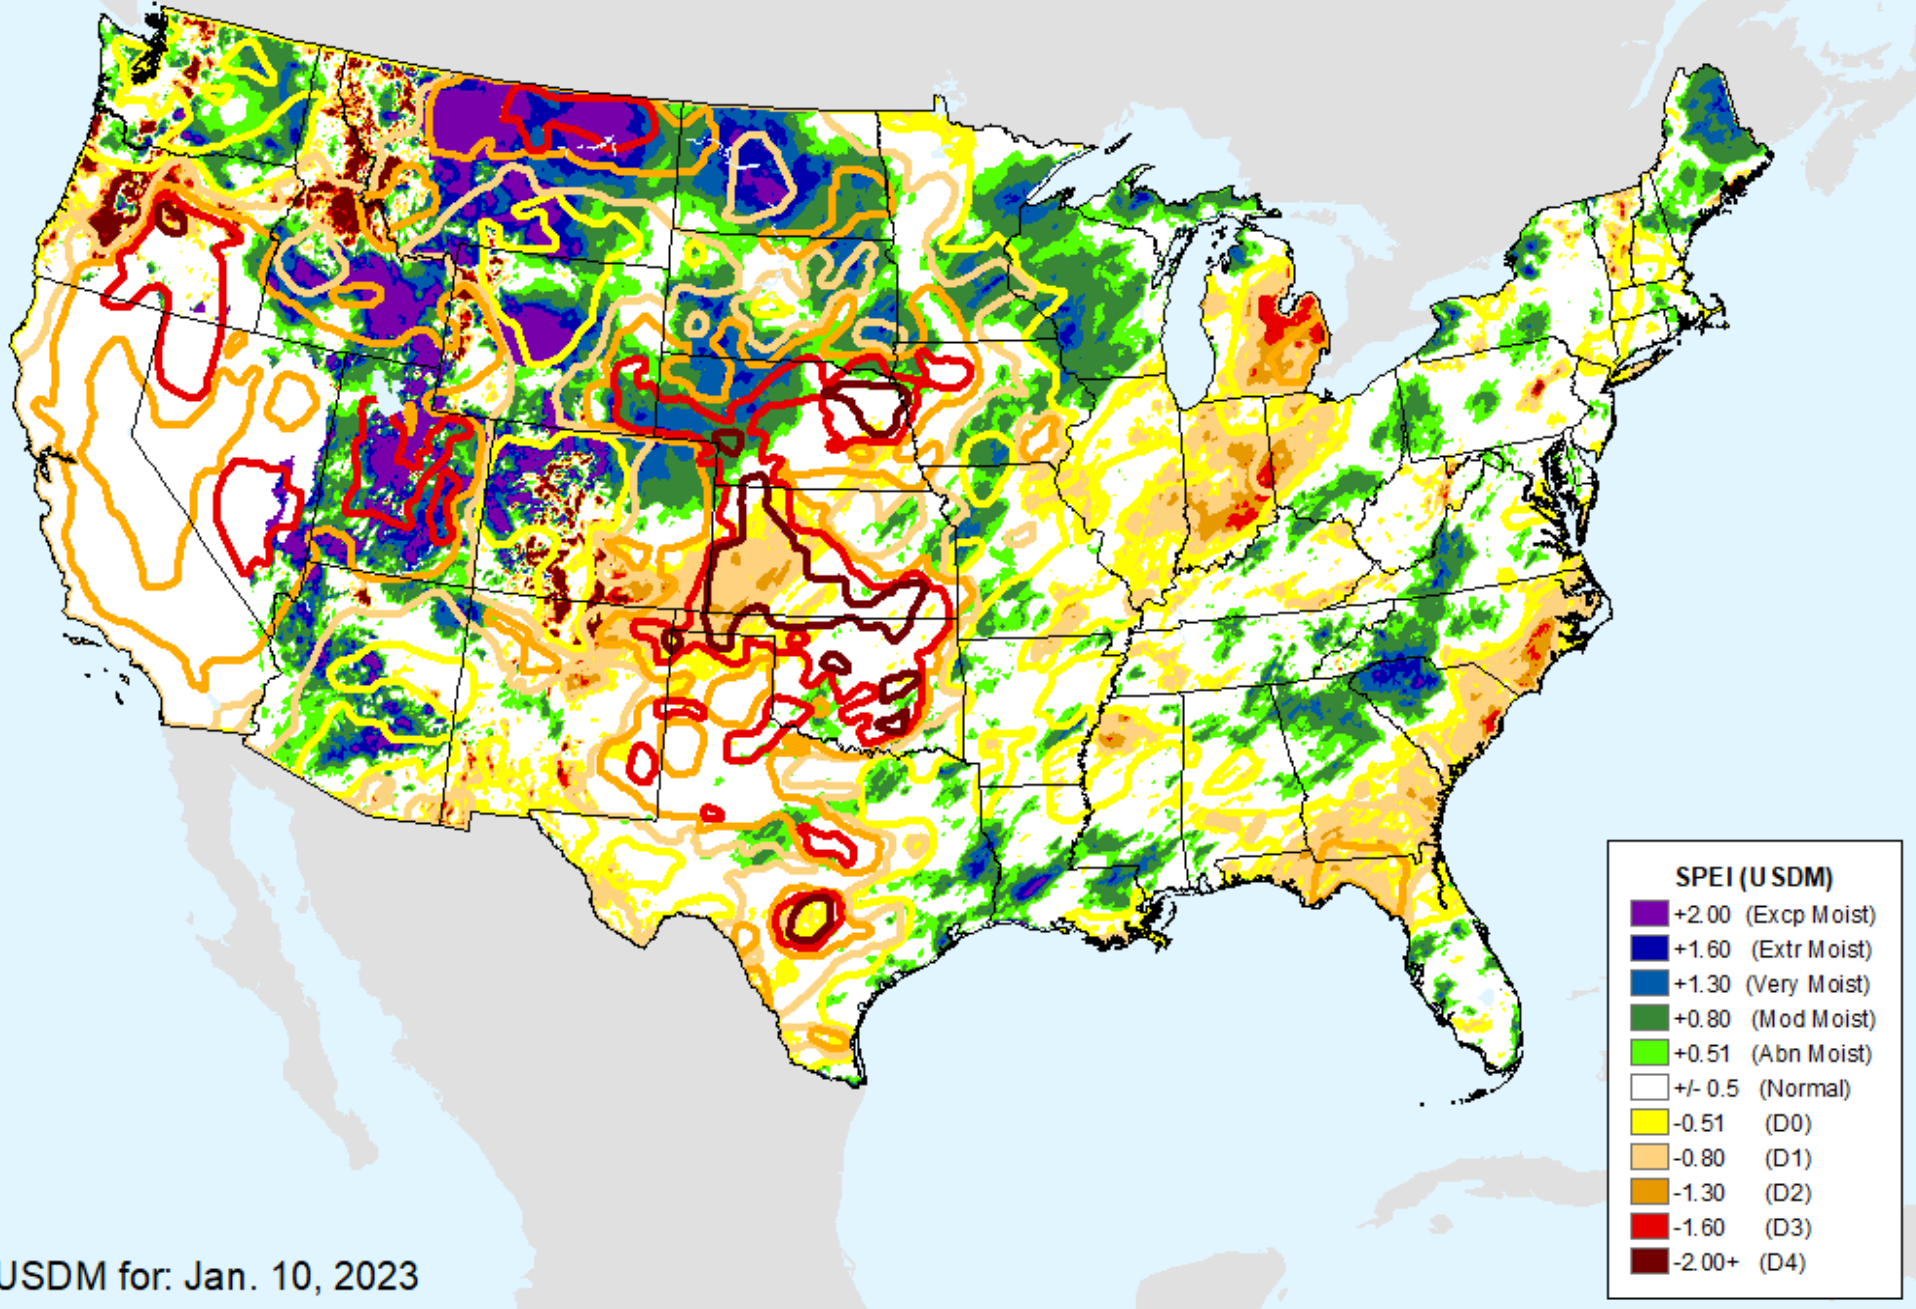 SPEI (USDM)
+2.00 (Excp Moist)
+1.60 (Extr Moist)
+1.30 (Very Moist)
+0.80 (Mod Moist)
+0.51 (Abn Moist)
+/- 0.5 (Normal)
-0.51 (D0)
-0.80 (D1)
-1.30 (D2)
-1.60 (D3)
-2.00+ (D4)
USDM for: Jan. 10, 2023